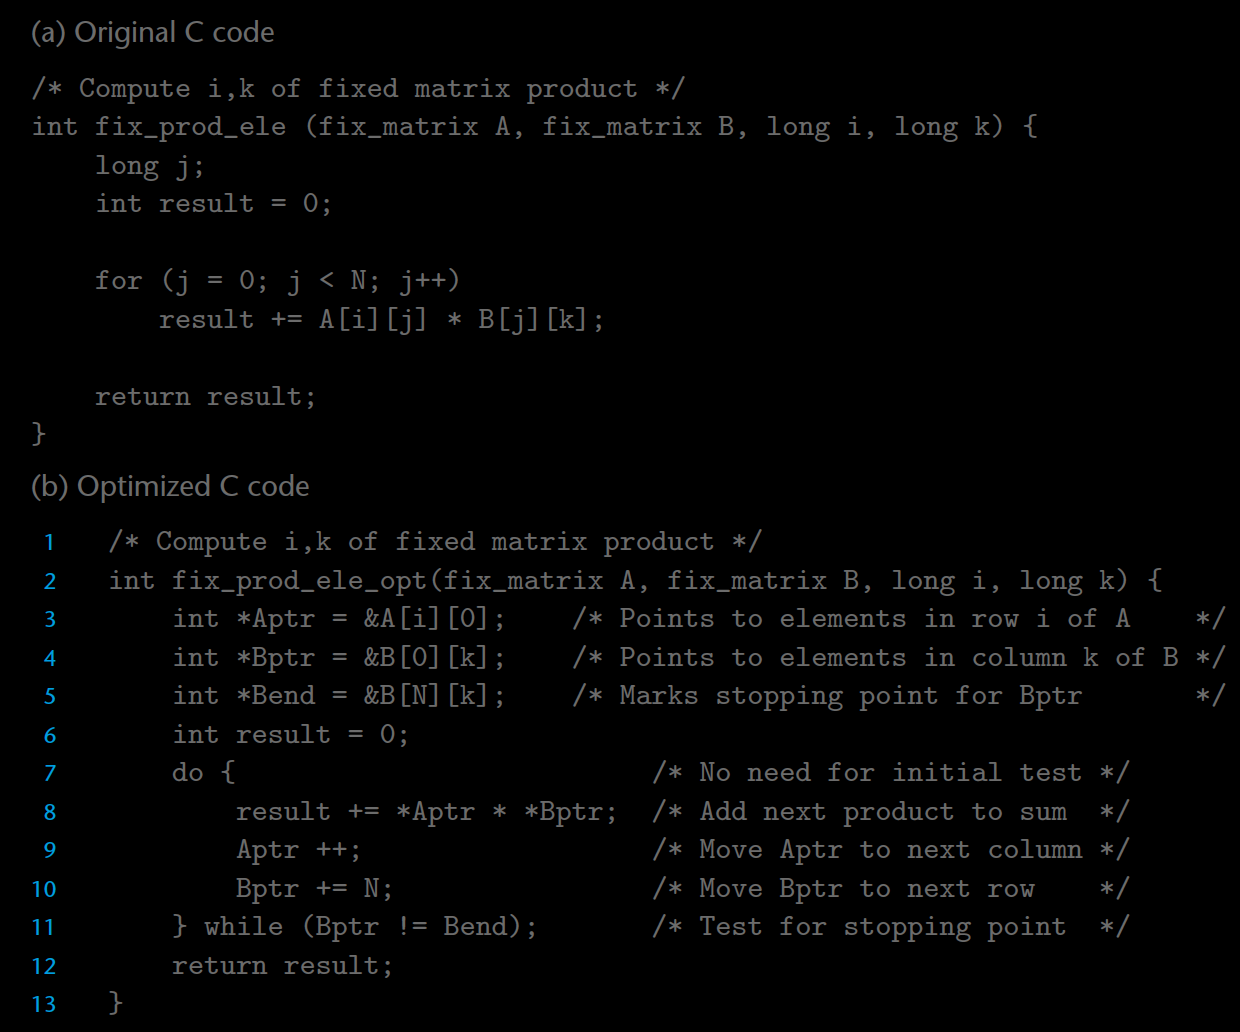 (a) Original C code
/* Compute i,k of fixed matrix product */
int fix_prod_ele (fix_matrix A, fix_matrix B, long i, long k) {
    long j;
    int result = 0;
    for (j = 0; j < N; j++)
        result += A[i][j] * B[j][k];
    return result;
}
(b) Optimized C code
1 /* Compute i,k of fixed matrix product */
2 int fix_prod_ele_opt(fix_matrix A, fix_matrix B, long i, long k) {
3     int *Aptr = &A[i][0];    /* Points to elements in row i of A    */
4     int *Bptr = &B[0][k];    /* Points to elements in column k of B */
5     int *Bend = &B[N][k];    /* Marks stopping point for Bptr       */
6     int result = 0;
7     do {                          /* No need for initial test */
8         result += *Aptr * *Bptr;  /* Add next product to sum  */
9         Aptr ++;                  /* Move Aptr to next column */
10         Bptr += N;                /* Move Bptr to next row    */
11     } while (Bptr != Bend);       /* Test for stopping point  */
12     return result;
13 }